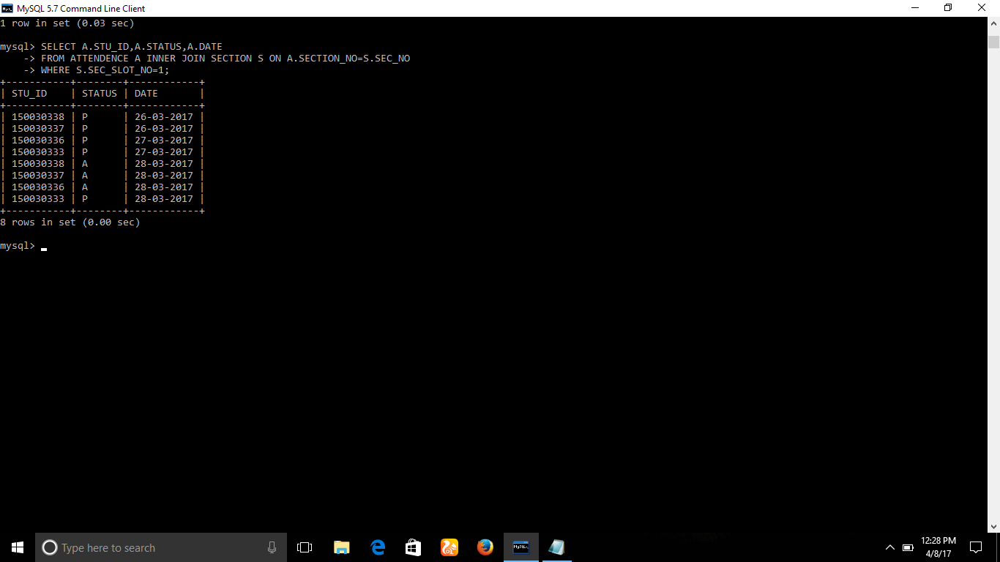 MySQL 5.7 Command Line Client
1 row in set (0.03 sec)
mysql> SELECT A.STU_ID,A.STATUS,A.DATE
    -> FROM ATTENDENCE A INNER JOIN SECTION S ON A.SECTION_NO=S.SEC_NO
    -> WHERE S.SEC_SLOT_NO=1;
+-----------+--------+------------+
| STU_ID    | STATUS | DATE       |
+-----------+--------+------------+
| 150030338 | P      | 26-03-2017 |
| 150030337 | P      | 26-03-2017 |
| 150030336 | P      | 27-03-2017 |
| 150030333 | P      | 27-03-2017 |
| 150030338 | A      | 28-03-2017 |
| 150030337 | A      | 28-03-2017 |
| 150030336 | A      | 28-03-2017 |
| 150030333 | P      | 28-03-2017 |
+-----------+--------+------------+
8 rows in set (0.00 sec)
mysql>
Type here to search
12:28 PM
4/8/17